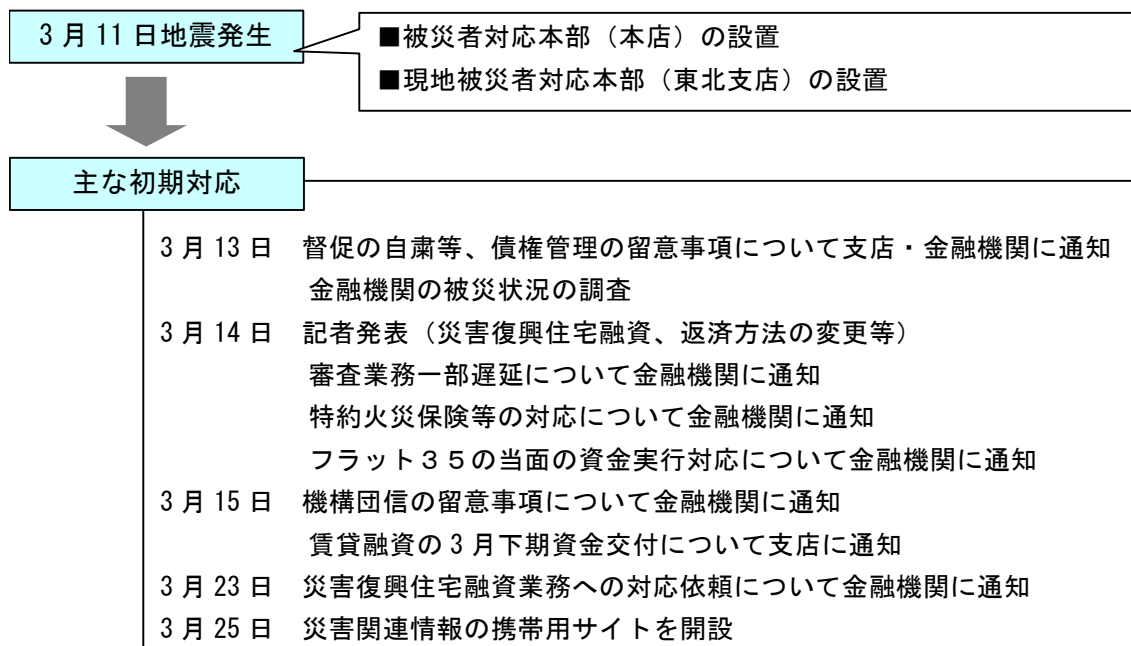 3月11日地震発生
■被災者対応本部（本店）の設置
■現地被災者対応本部（東北支店）の設置
主な初期対応
3月13日　督促の自粛等、債権管理の留意事項について支店・金融機関に通知
金融機関の被災状況の調査
3月14日　記者発表（災害復興住宅融資、返済方法の変更等）
審査業務一部遅延について金融機関に通知
特約火災保険等の対応について金融機関に通知
フラット３５の当面の資金実行対応について金融機関に通知
3月15日　機構団信の留意事項について金融機関に通知
賃貸融資の3月下期資金交付について支店に通知
3月23日　災害復興住宅融資業務への対応依頼について金融機関に通知
3月25日　災害関連情報の携帯用サイトを開設